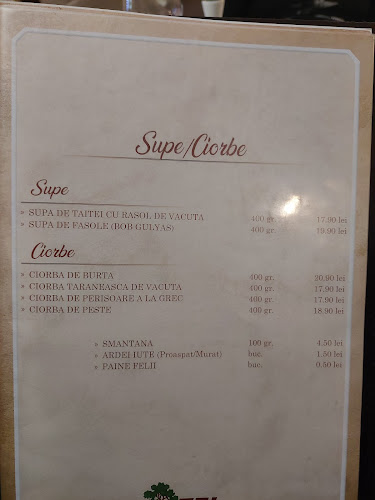 Supe/Ciorbe
Supe
» SUPA DE TAITEI CU RASOL DE VACUTA 400 gr. 17.90 lei
» SUPA DE FASOLE (BOB GULYAS) 400 gr. 19.90 lei
Ciorbe
» CIORBA DE BURTA 400 gr. 20.90 lei
» CIORBA TARANEASCA DE VACUTA 400 gr. 17.90 lei
» CIORBA DE PERISOARE A LA GREC 400 gr. 17.90 lei
» CIORBA DE PESTE 400 gr. 18.90 lei
» SMANTANA 100 gr. 4.50 lei
» ARDEI IUTE (Proaspat/Murat) buc. 1.50 lei
» PAINE FELII buc. 0.50 lei